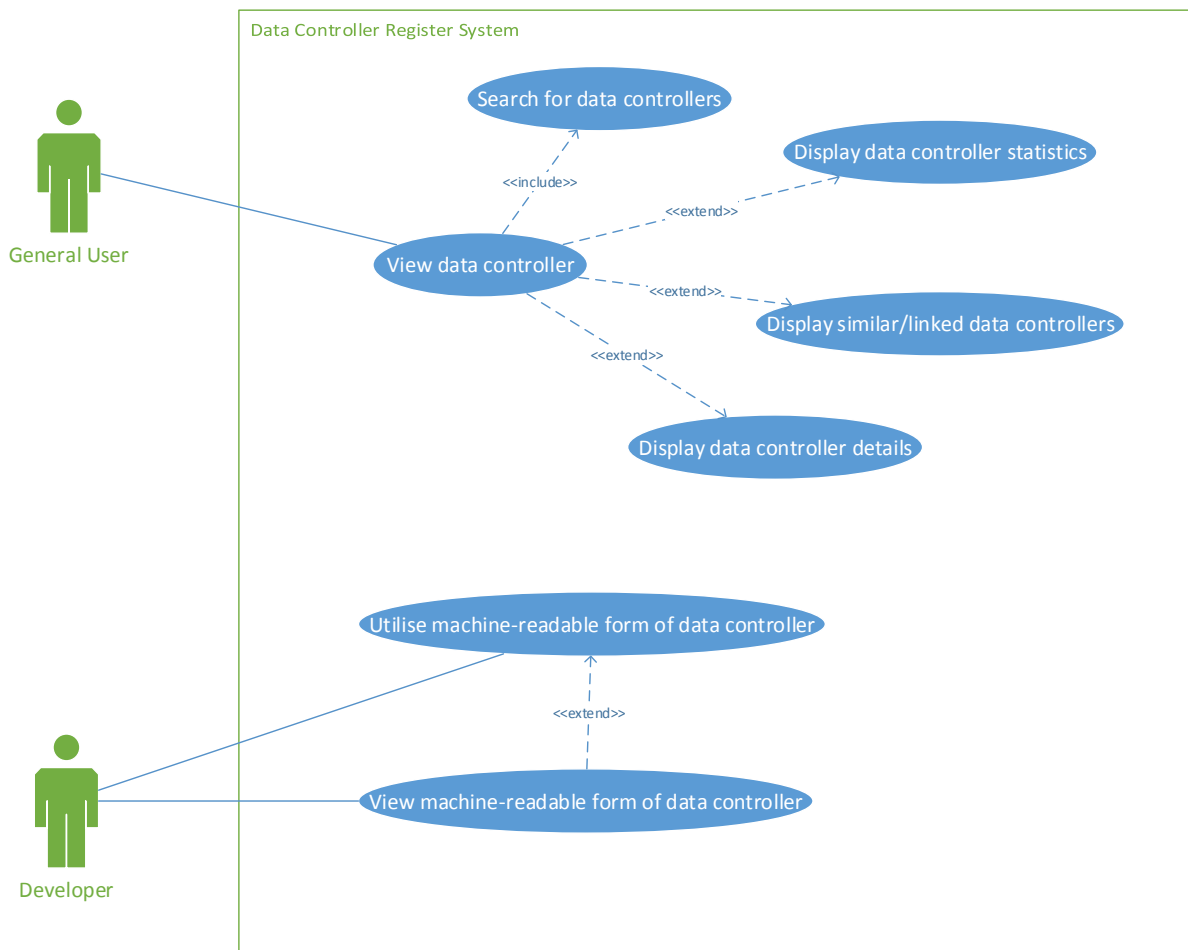 Data Controller Register System
Search for data controllers
Display data controller statistics
<<include>>
<<extend>>
General User
View data controller
<<extend>>
Display similar/linked data controllers
<<extend>>
Display data controller details
Utilise machine-readable form of data controller
<<extend>>
View machine-readable form of data controller
Developer